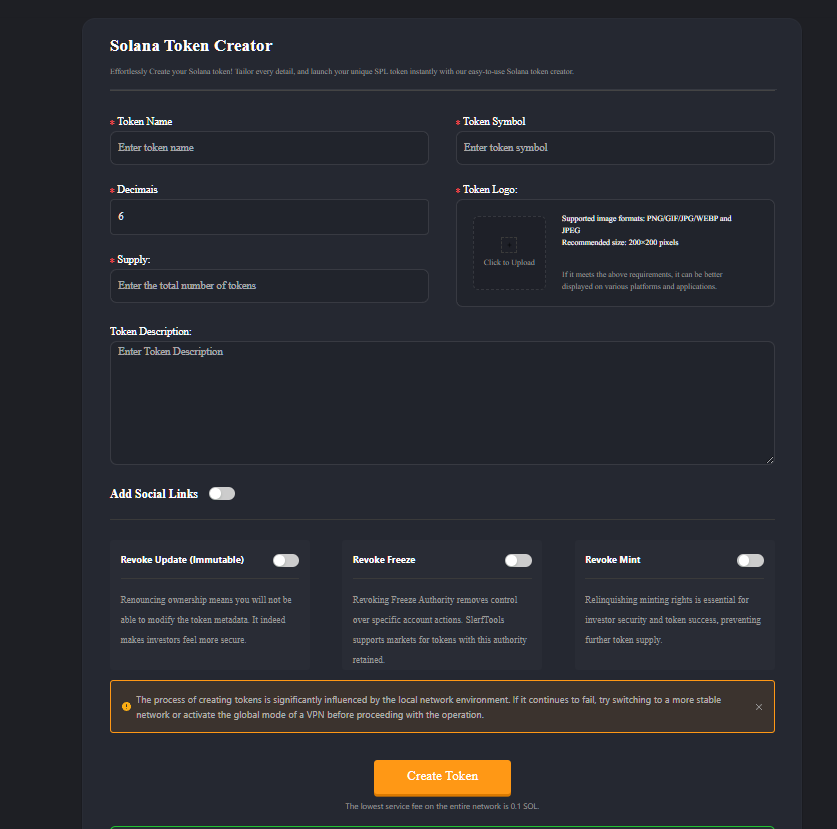 Solana Token Creator
Effortlessly Create your Solana token! Tailor every detail, and launch your unique SPL token instantly with our easy-to-use Solana token creator.
* Token Name
* Token Symbol
Enter token name
Enter token symbol
* Decimais
* Token Logo:
6
Supported image formats: PNG/GIF/JPG/WEBP and
JPEG
Recommended size: 200×200 pixels
Click to Upload
If it meets the above requirements, it can be better
displayed on various platforms and applications.
* Supply:
Enter the total number of tokens
Token Description:
Enter Token Description
Add Social Links
Revoke Update (Immutable)
Renouncing ownership means you will not be
able to modify the token metadata. It indeed
makes investors feel more secure.
Revoke Freeze
Revoking Freeze Authority removes control
over specific account actions. SlerfTools
supports markets for tokens with this authority
retained.
Revoke Mint
Relinquishing minting rights is essential for
investor security and token success, preventing
further token supply.
The process of creating tokens is significantly influenced by the local network environment. If it continues to fail, try switching to a more stable
network or activate the global mode of a VPN before proceeding with the operation.
Create Token
The lowest service fee on the entire network is 0.1 SOL.